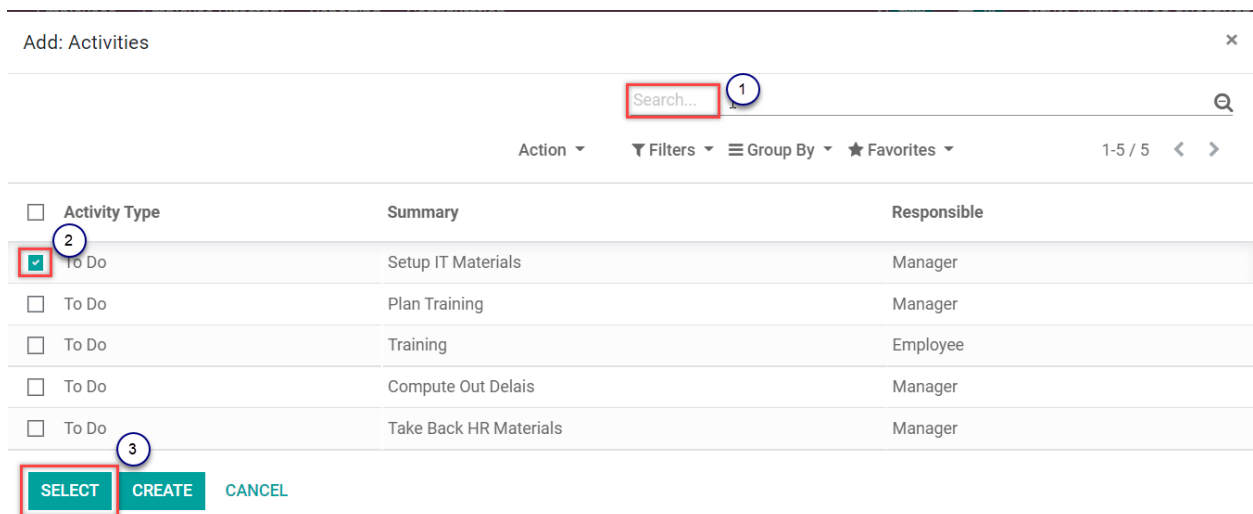 Add: Activities ×
Search... 1
Action Filters Group By Favorites 1-5 / 5
Activity Type Summary Responsible
2
To Do Setup IT Materials Manager
To Do Plan Training Manager
To Do Training Employee
To Do Compute Out Delais Manager
To Do Take Back HR Materials Manager
3
SELECT CREATE CANCEL